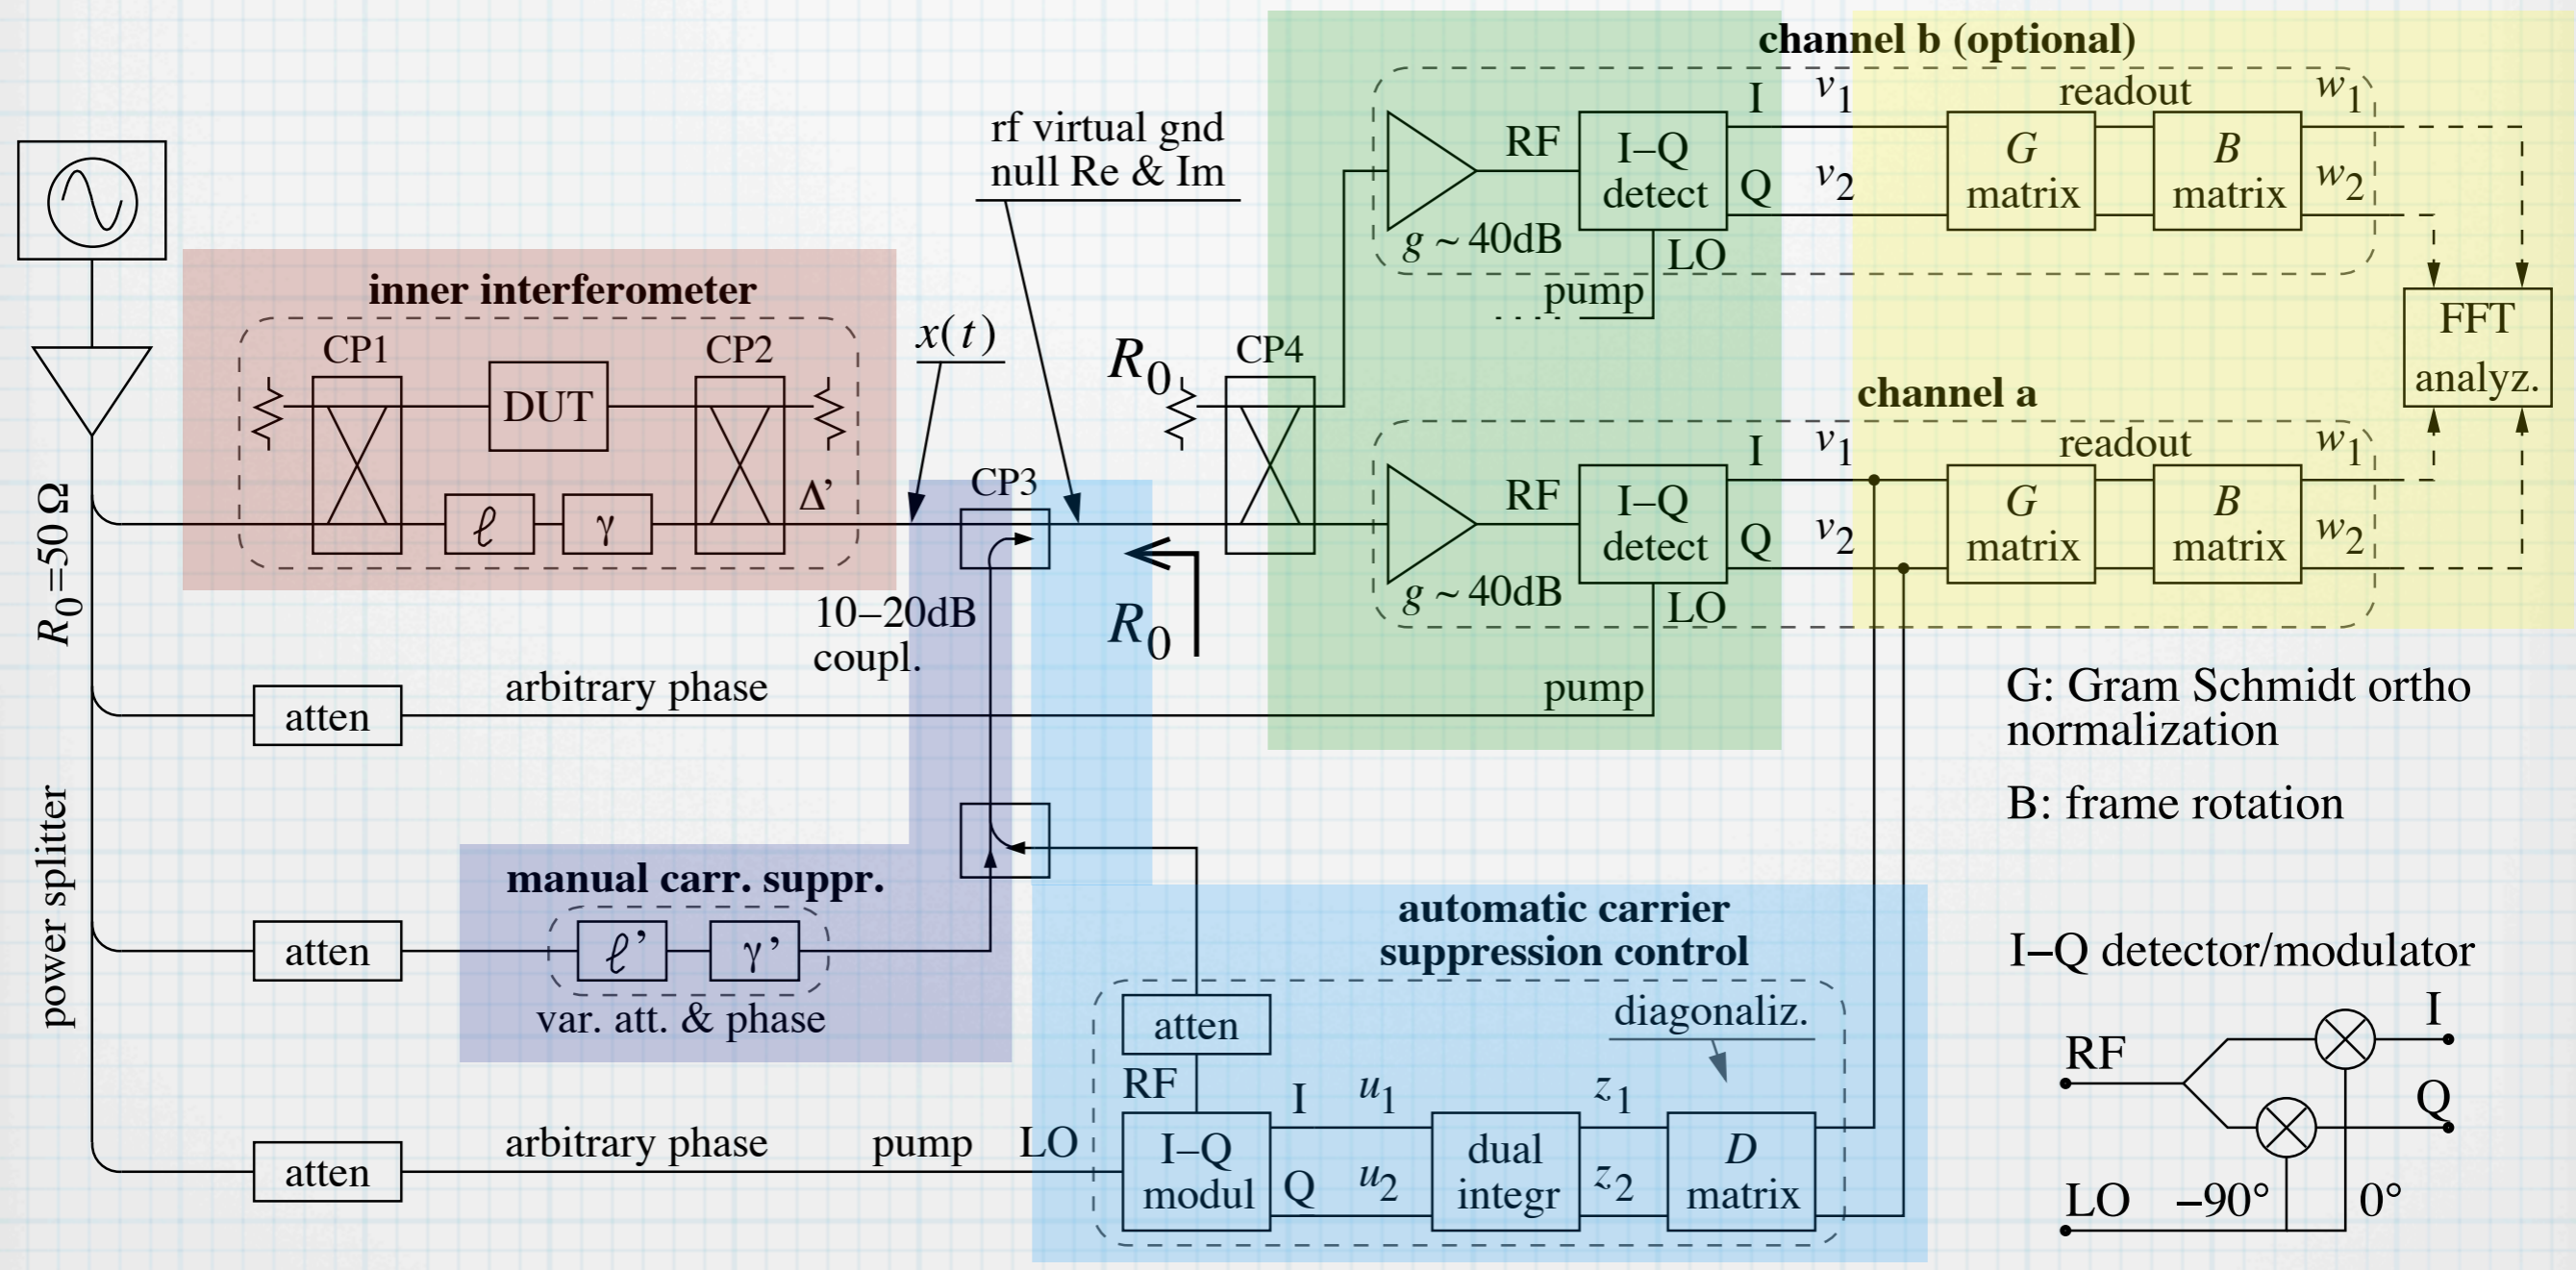 channel b (optional)
I
v1
readout
w1
rf virtual gnd
null Re & Im
RF
I–Q
detect
G
matrix
B
matrix
Q
v2
w2
g ~ 40dB
LO
pump
inner interferometer
FFT
analyz.
x(t)
R0
CP1
CP2
CP4
DUT
channel a
Δ’
CP3
I
v1
readout
w1
ℓ
γ
RF
I–Q
detect
G
matrix
B
matrix
Q
v2
w2
R0=50 Ω
g ~ 40dB
LO
10–20dB
coupl.
R0
arbitrary phase
pump
atten
G: Gram Schmidt ortho
normalization
B: frame rotation
power splitter
manual carr. suppr.
atten
ℓ’
γ’
var. att. & phase
automatic carrier
suppression control
I–Q detector/modulator
atten
diagonaliz.
RF
I
u1
z1
RF
I
Q
arbitrary phase
pump
LO
atten
I–Q
modul
Q
u2
dual
integr
z2
D
matrix
LO
–90°
0°